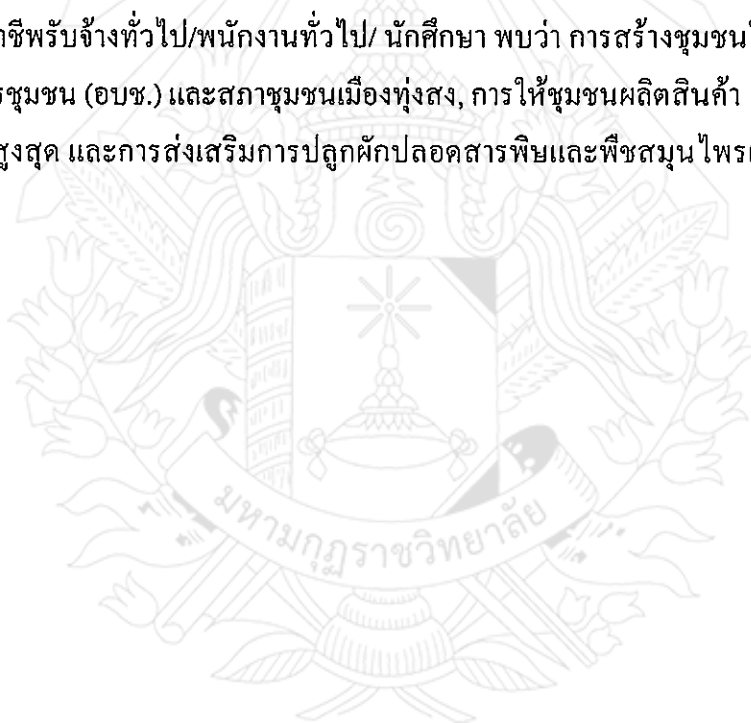 าชีพรับจ้างทั่วไป/พนักงานทั่วไป/ นักศึกษา พบว่า การสร้างชุมชน
รชุมชน (อบช.) และสภาชุมชนเมืองทุ่งสง, การให้ชุมชนผลิตสินค้า
สูงสุด และการส่งเสริมการปลูกผักปลอดสารพิษและพืชสมุนไพร
มหามกุฏราชวิทยาลัย